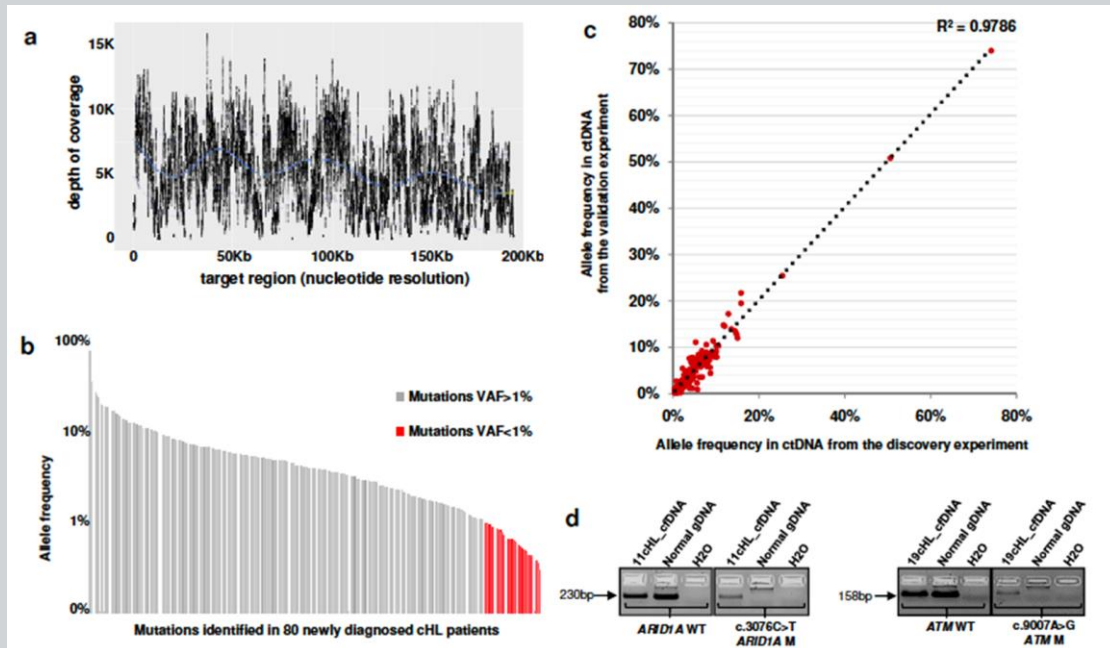 a
15K
10K
5K
0
depth of coverage
0
50Kb
100Kb
150Kb
200Kb
target region (nucleotide resolution)
b
100%
10%
1%
0%
Allele frequency
Mutations VAF>1%
Mutations VAF<1%
Mutations identified in 80 newly diagnosed cHL patients
c
80%
70%
60%
50%
40%
30%
20%
10%
0%
R² = 0.9786
Allele frequency in ctDNA
from the validation experiment
0%
20%
40%
60%
80%
Allele frequency in ctDNA from the discovery experiment
d
11cHL_cfDNA
Normal gDNA
H2O
11cHL_cfDNA
Normal gDNA
H2O
230bp
ARID1A WT
c.3076C>T
ARID1A M
19cHL_cfDNA
Normal gDNA
H2O
19cHL_cfDNA
Normal gDNA
H2O
158bp
ATM WT
c.9007A>G
ATM M